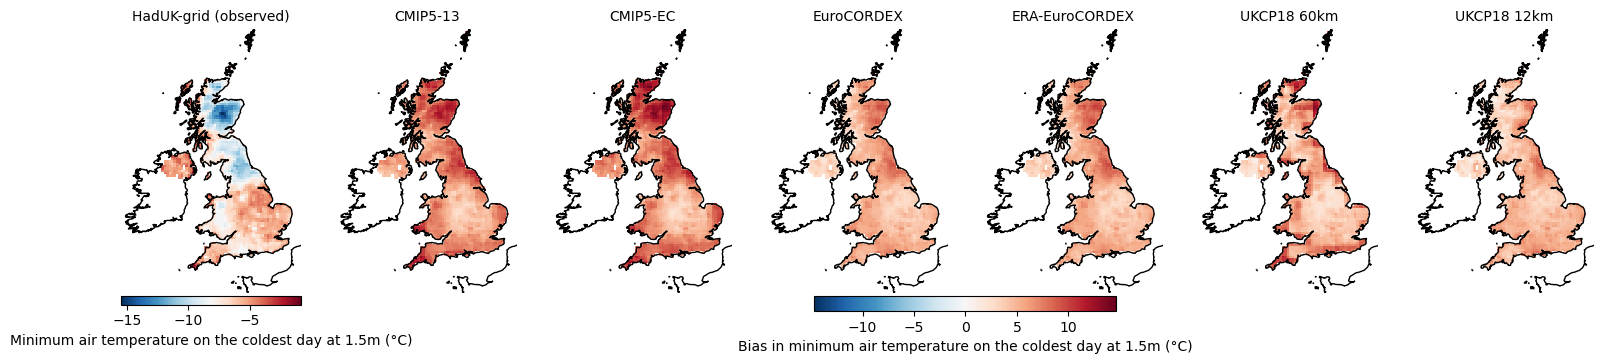 HadUK-grid (observed) CMIP5-13 CMIP5-EC EuroCORDEX ERA-EuroCORDEX UKCP18 60km UKCP18 12km
−15 −10 −5
Minimum air temperature on the coldest day at 1.5m (°C)
−10 −5 0 5 10
Bias in minimum air temperature on the coldest day at 1.5m (°C)